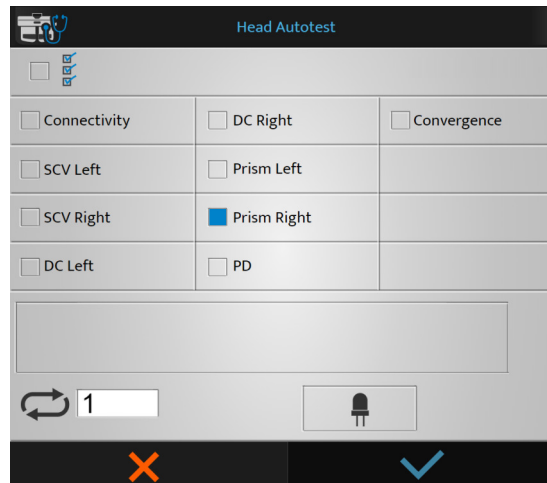 Head Autotest
Connectivity
DC Right
Convergence
SCV Left
Prism Left
SCV Right
Prism Right
DC Left
PD
1